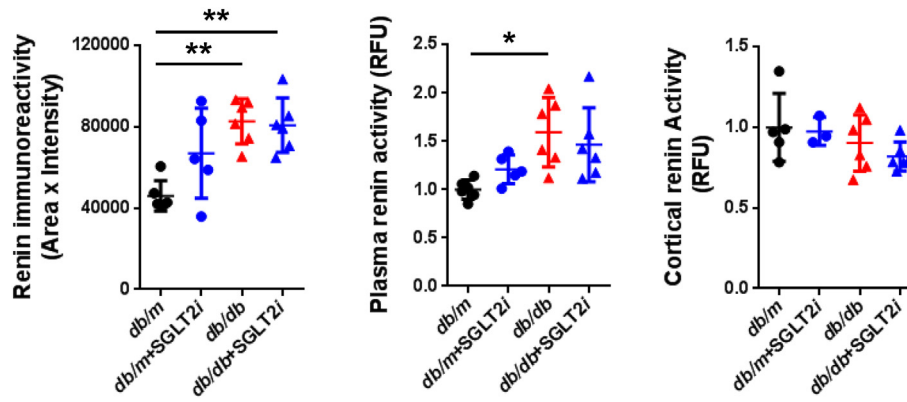 Renin immunoreactivity
(Area x Intensity)
120000
80000
40000
0
**
**
db/m
db/m+SGLT2i
db/db
db/db+SGLT2i
Plasma renin activity (RFU)
2.5
2.0
1.5
1.0
0.5
0.0
*
db/m
db/m+SGLT2i
db/db
db/db+SGLT2i
Cortical renin Activity
(RFU)
1.5
1.0
0.5
0.0
db/m
db/m+SGLT2i
db/db
db/db+SGLT2i